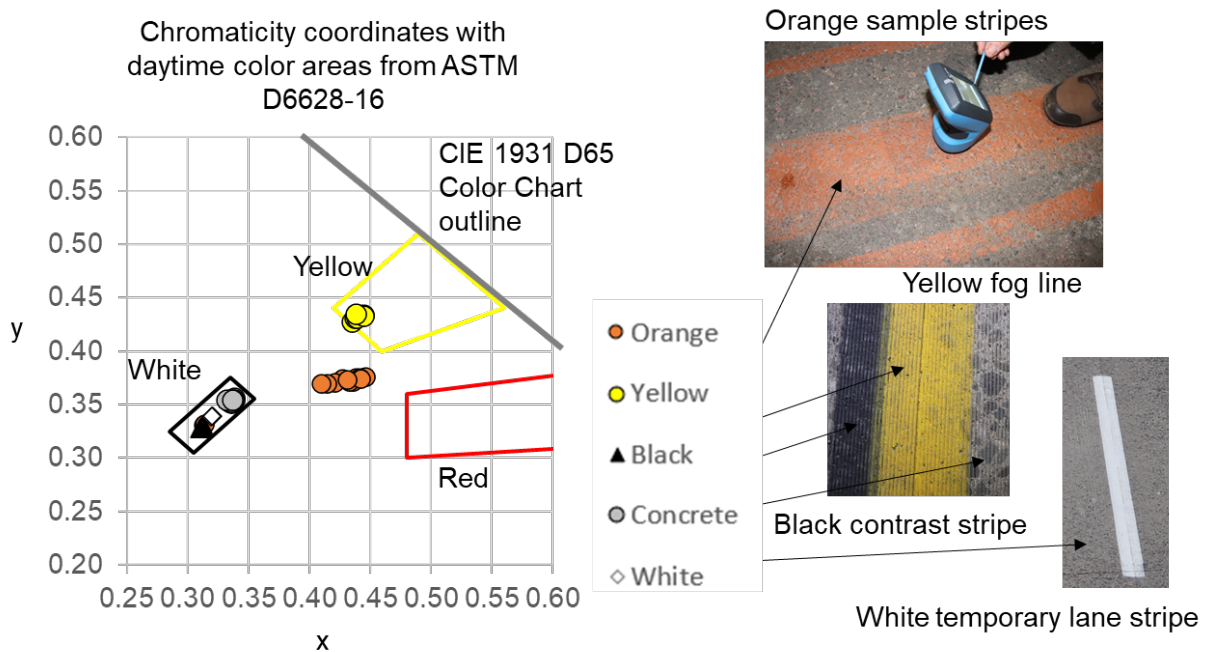 Chromaticity coordinates with
daytime color areas from ASTM
D6628-16
0.60
0.55
0.50
0.45
0.40
0.35
0.30
0.25
0.20
y
0.25 0.30 0.35 0.40 0.45 0.50 0.55 0.60
x
CIE 1931 D65
Color Chart
outline
Yellow
White
Red
Orange
Yellow
Black
Concrete
White
Orange sample stripes
Yellow fog line
Black contrast stripe
White temporary lane stripe